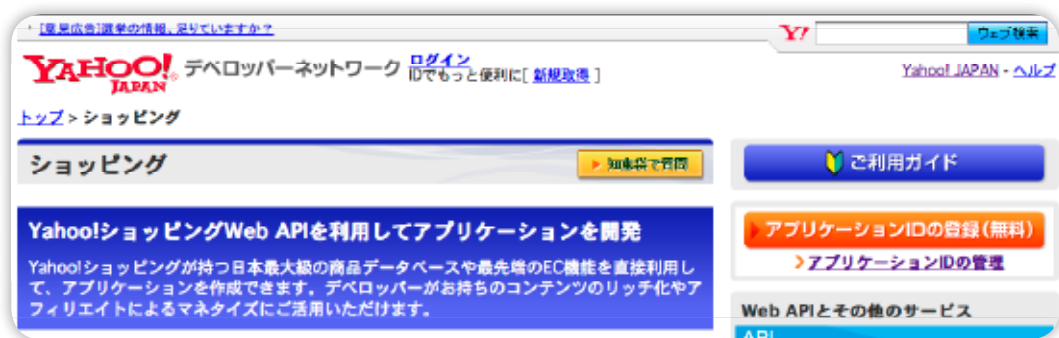 [意見広告]選挙の情報、足りていますか？
Y!
ウェブ検索
YAHOO! JAPAN デベロッパーネットワーク ログイン
IDでもっと便利に[ 新規取得 ]
Yahoo! JAPAN - ヘルプ
トップ > ショッピング
ショッピング
知恵袋で質問
ご利用ガイド
Yahoo!ショッピングWeb APIを利用してアプリケーションを開発
Yahoo!ショッピングが持つ日本最大級の商品データベースや最先端のEC機能を直接利用し
て、アプリケーションを作成できます。デベロッパーがお持ちのコンテンツのリッチ化やア
フィリエイトによるマネタイズにご活用いただけます。
アプリケーションIDの登録(無料)
アプリケーションIDの管理
Web APIとその他のサービス
API